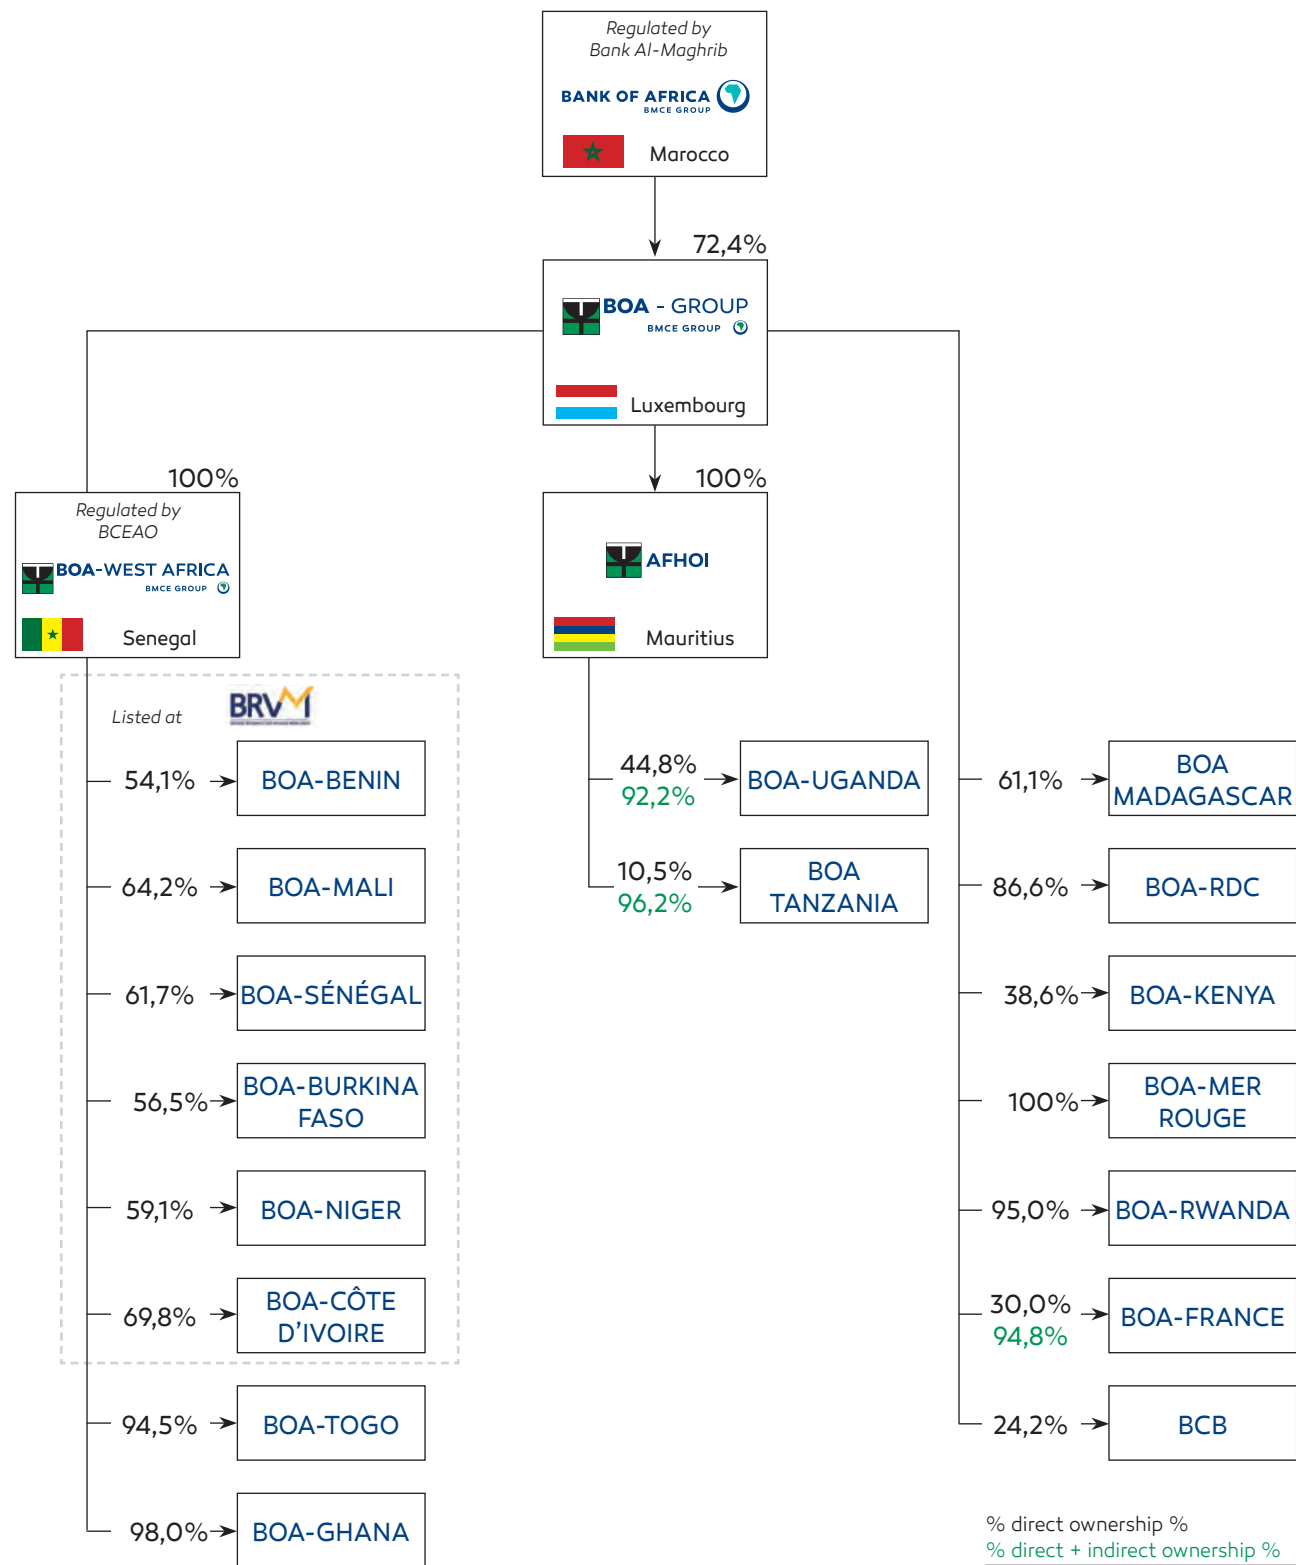 Regulated by
Bank Al-Maghrib
BANK OF AFRICA
BMCE GROUP
Marocco
72,4%
BOA - GROUP
BMCE GROUP
Luxembourg
100%
Regulated by
BCEAO
BOA-WEST AFRICA
BMCE GROUP
Senegal
100%
AFHOI
Mauritius
Listed at
BRVM
54,1%
BOA-BENIN
64,2%
BOA-MALI
61,7%
BOA-SÉNÉGAL
56,5%
BOA-BURKINA
FASO
59,1%
BOA-NIGER
69,8%
BOA-CÔTE
D'IVOIRE
94,5%
BOA-TOGO
98,0%
BOA-GHANA
44,8%
92,2%
BOA-UGANDA
10,5%
96,2%
BOA
TANZANIA
61,1%
BOA
MADAGASCAR
86,6%
BOA-RDC
38,6%
BOA-KENYA
100%
BOA-MER
ROUGE
95,0%
BOA-RWANDA
30,0%
94,8%
BOA-FRANCE
24,2%
BCB
% direct ownership %
% direct + indirect ownership %